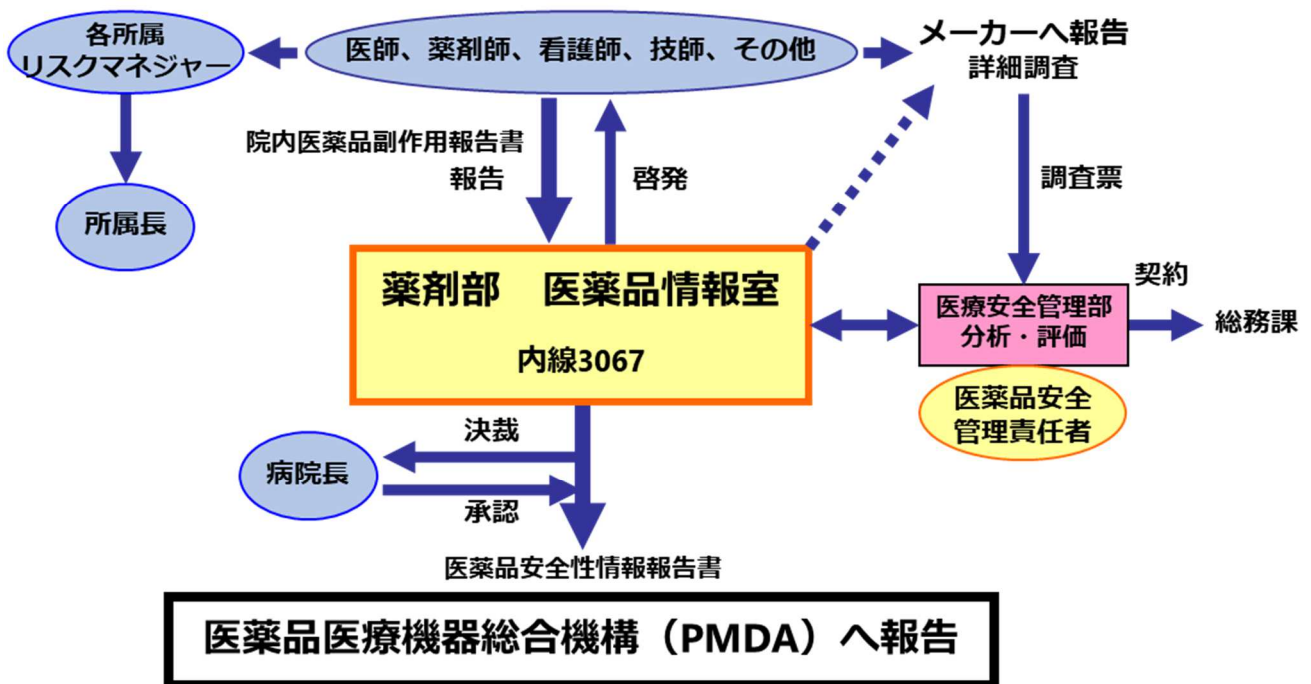 各所属
リスクマネジャー
医師、薬剤師、看護師、技師、その他
メーカーへ報告
詳細調査
院内医薬品副作用報告書
報告
啓発
調査票
所属長
薬剤部　医薬品情報室
内線3067
医療安全管理部
分析・評価
契約
総務課
医薬品安全
管理責任者
決裁
病院長
承認
医薬品安全性情報報告書
医薬品医療機器総合機構（PMDA）へ報告